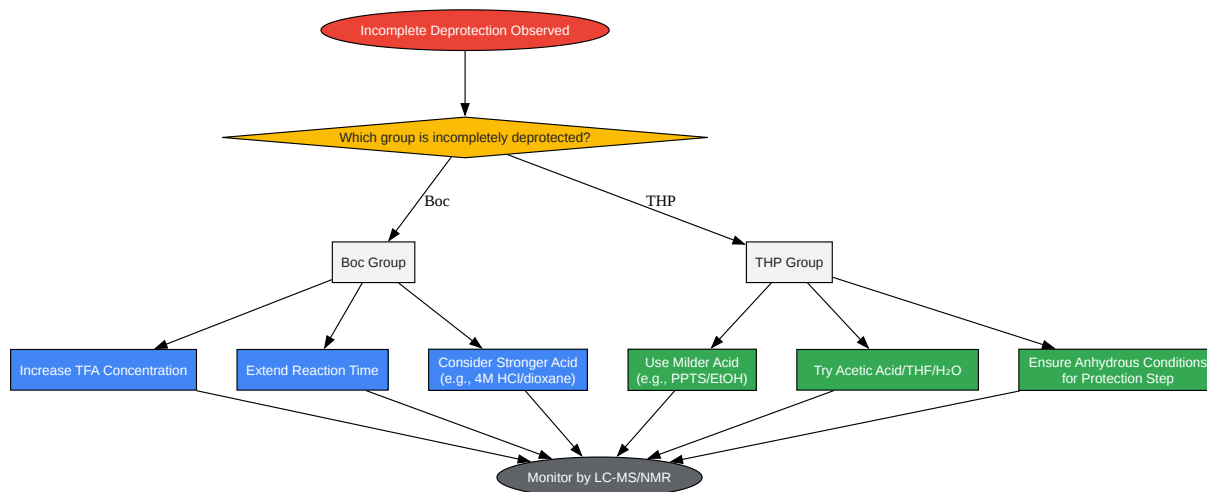 Incomplete Deprotection Observed
Which group is incompletely deprotected?
Boc
THP
Boc Group
THP Group
Increase TFA Concentration
Extend Reaction Time
Consider Stronger Acid
(e.g., 4M HCl/dioxane)
Use Milder Acid
(e.g., PPTS/EtOH)
Try Acetic Acid/THF/H₂O
Ensure Anhydrous Conditions
for Protection Step
Monitor by LC-MS/NMR